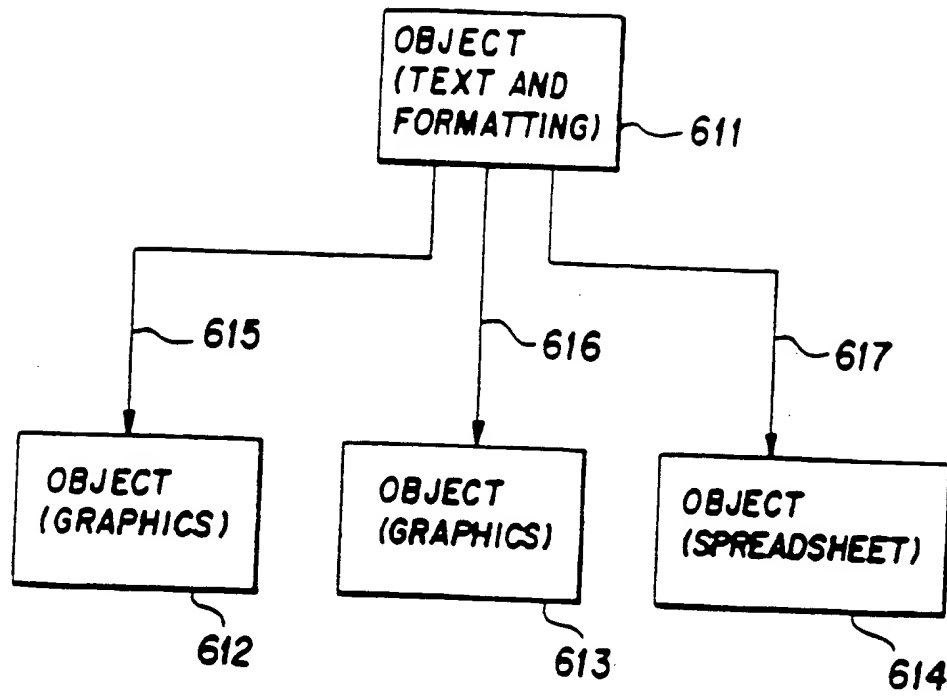 OBJECT
(TEXT AND
FORMATTING)
611
615
616
617
OBJECT
(GRAPHICS)
OBJECT
(GRAPHICS)
OBJECT
(SPREADSHEET)
612
613
614